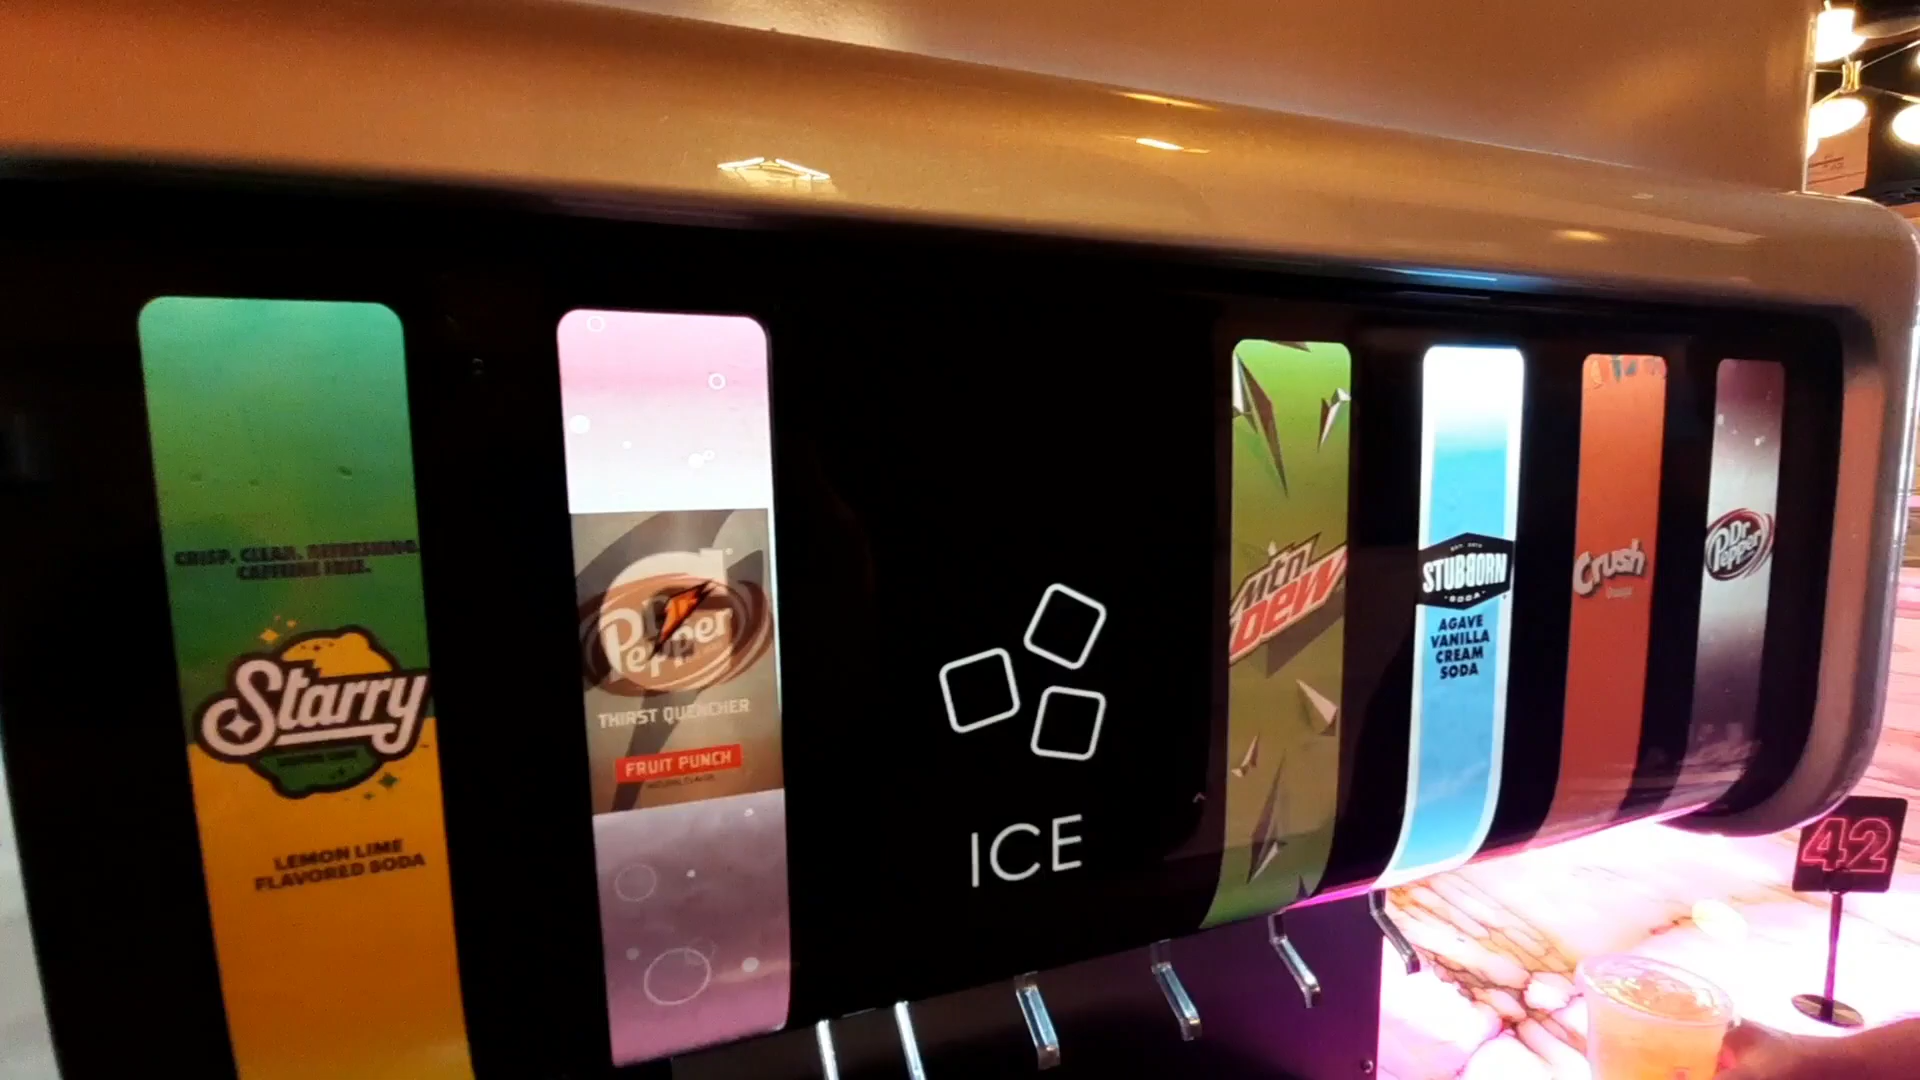 CRISP. CLEAR. REFRESHING.
CAFFEINE FREE.
Starry
LEMON LIME
FLAVORED SODA
Dr
Pepper
THIRST QUENCHER
FRUIT PUNCH
ICE
mtn
DEW
STUBBORN
SODA
AGAVE
VANILLA
CREAM
SODA
Crush
Dr
Pepper
42